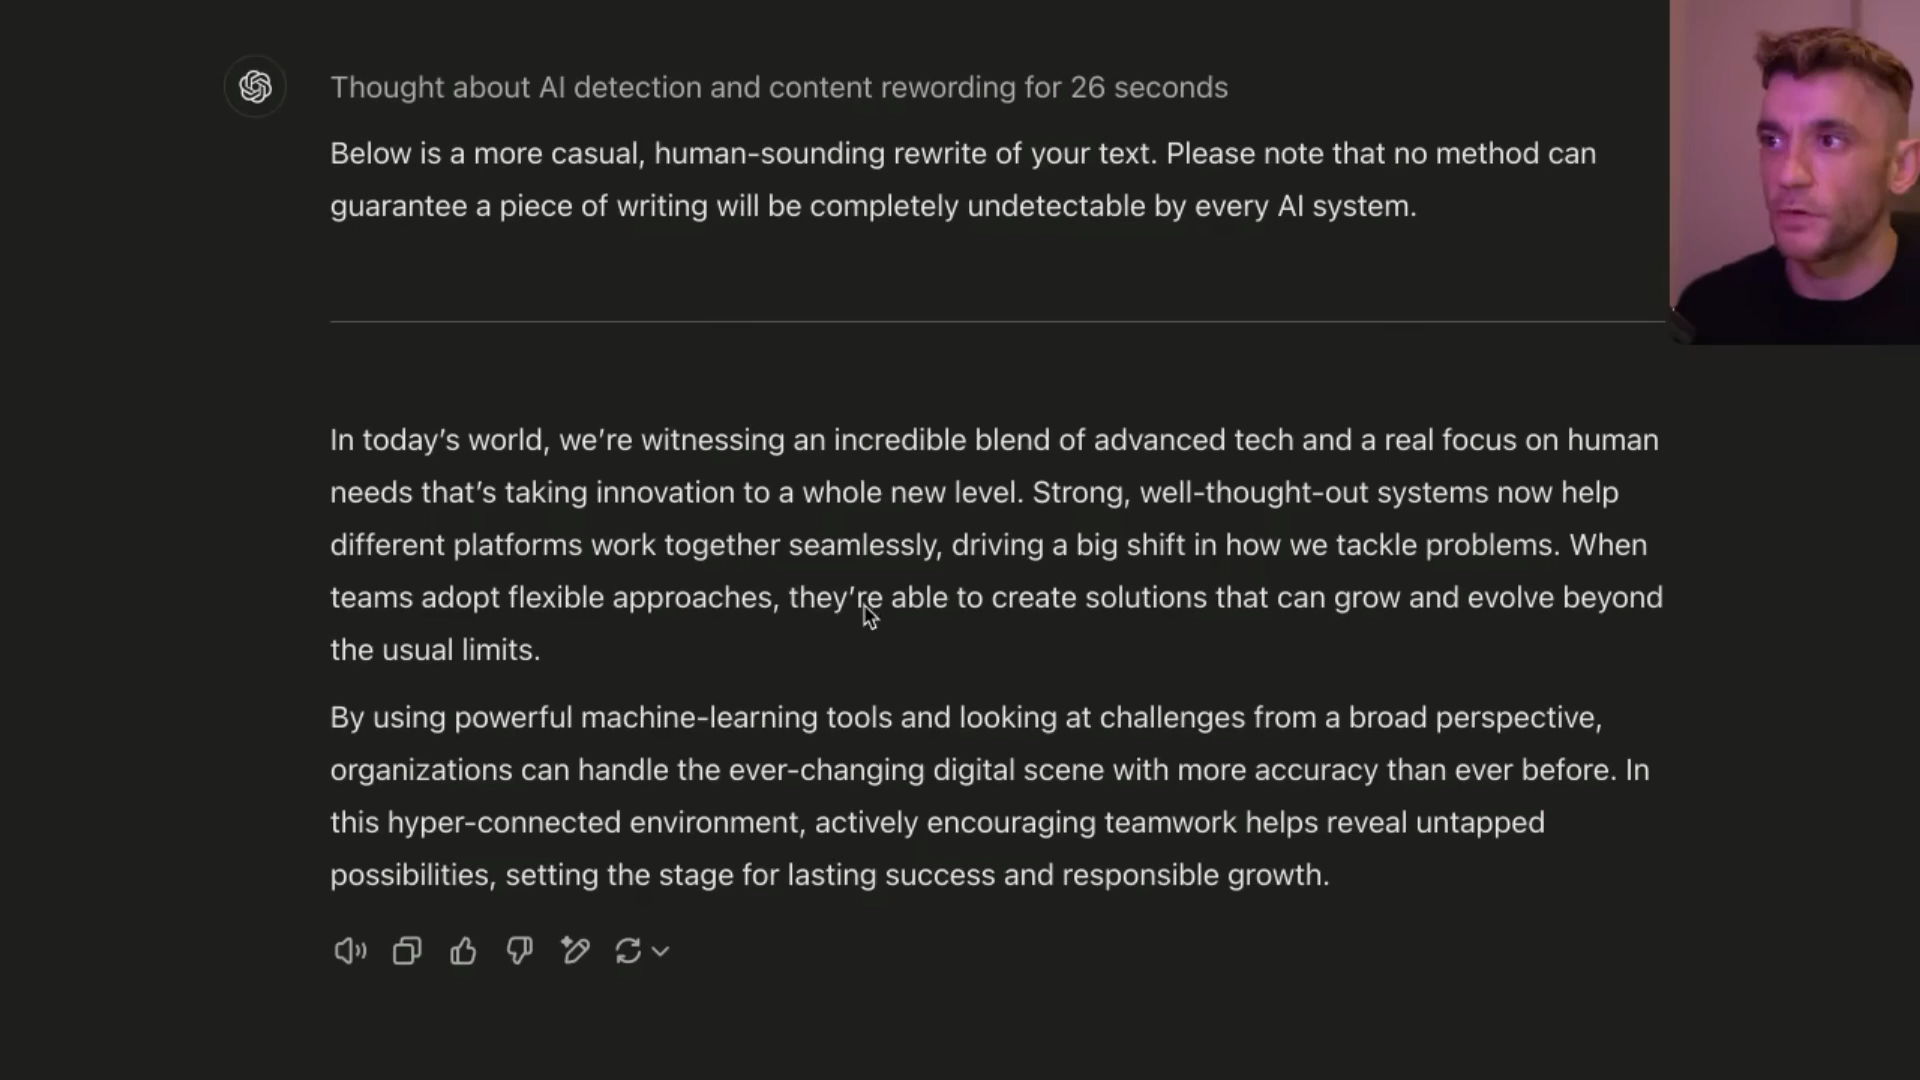 Thought about AI detection and content rewording for 26 seconds
Below is a more casual, human-sounding rewrite of your text. Please note that no method can
guarantee a piece of writing will be completely undetectable by every AI system.
In today’s world, we’re witnessing an incredible blend of advanced tech and a real focus on human
needs that’s taking innovation to a whole new level. Strong, well-thought-out systems now help
different platforms work together seamlessly, driving a big shift in how we tackle problems. When
teams adopt flexible approaches, they’re able to create solutions that can grow and evolve beyond
the usual limits.
By using powerful machine-learning tools and looking at challenges from a broad perspective,
organizations can handle the ever-changing digital scene with more accuracy than ever before. In
this hyper-connected environment, actively encouraging teamwork helps reveal untapped
possibilities, setting the stage for lasting success and responsible growth.